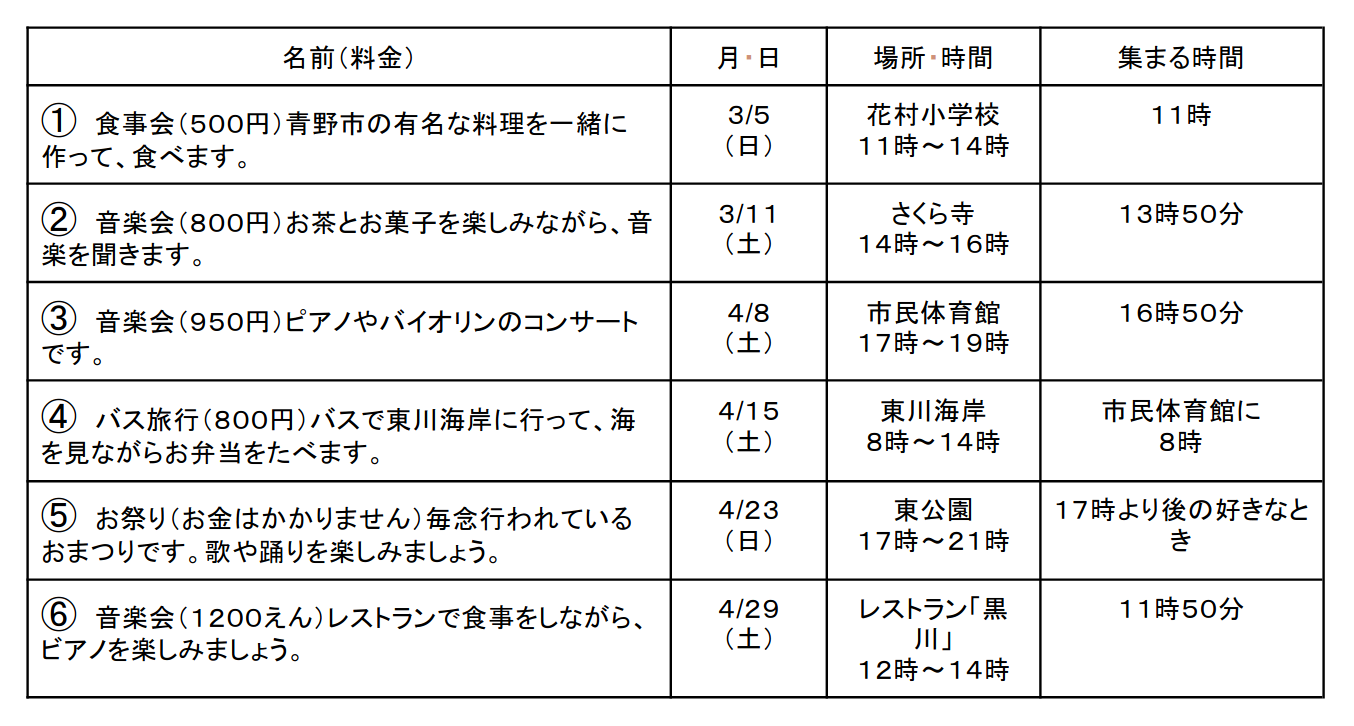 名前（料金）
月・日
場所・時間
集まる時間
① 食事会（５００円）青野市の有名な料理を一緒に
作って、食べます。
３/５
（日）
花村小学校
１１時～１４時
１１時
② 音楽会（８００円）お茶とお菓子を楽しみながら、音
楽を聞きます。
３/１１
（土）
さくら寺
１４時～１６時
１３時５０分
③ 音楽会（９５０円）ピアノやバイオリンのコンサート
です。
４/８
（土）
市民体育館
１７時～１９時
１６時５０分
④ バス旅行（８００円）バスで東川海岸に行って、海
を見ながらお弁当をたべます。
４/１５
（土）
東川海岸
８時～１４時
市民体育館に
８時
⑤ お祭り（お金はかかりません）毎念行われている
おまつりです。歌や踊りを楽しみましょう。
４/２３
（日）
東公園
１７時～２１時
１７時より後の好きなと
き
⑥ 音楽会（１２００えん）レストランで食事をしながら、
ビアノを楽しみましょう。
４/２９
（土）
レストラン「黒
川」
１２時～１４時
１１時５０分